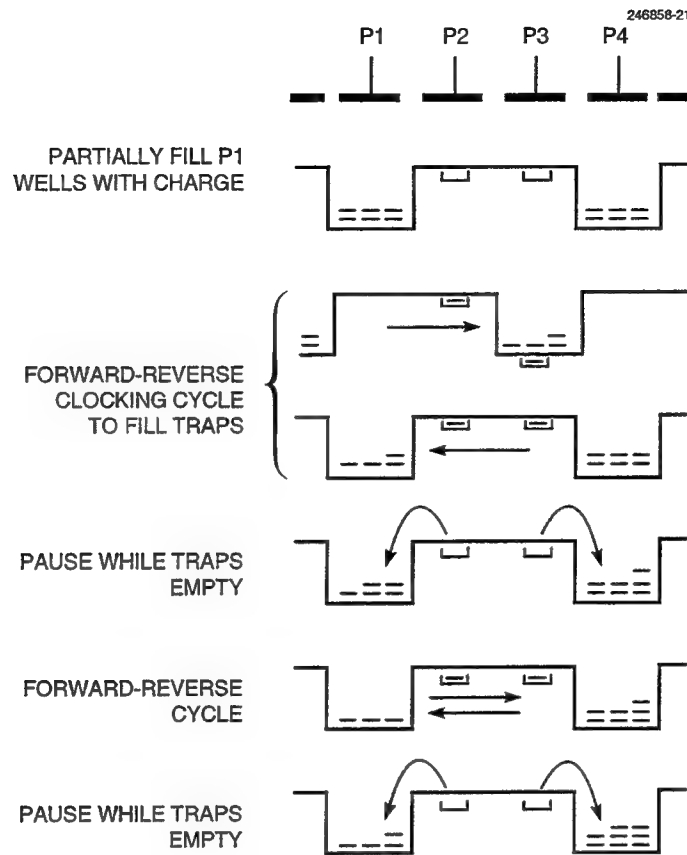 246858-21
P1 P2 P3 P4
PARTIALLY FILL P1
WELLS WITH CHARGE
FORWARD-REVERSE
CLOCKING CYCLE
TO FILL TRAPS
PAUSE WHILE TRAPS
EMPTY
FORWARD-REVERSE
CYCLE
PAUSE WHILE TRAPS
EMPTY